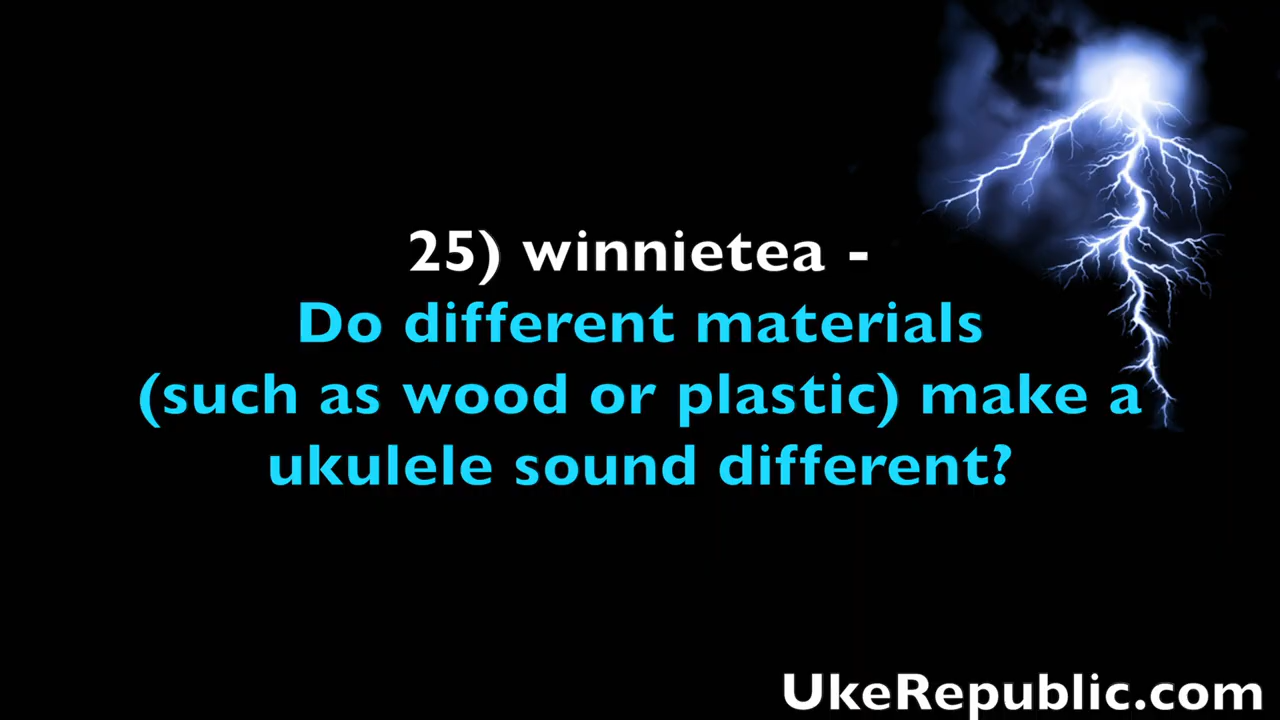 25) winnietea -
Do different materials
(such as wood or plastic) make a
ukulele sound different?
UkeRepublic.com